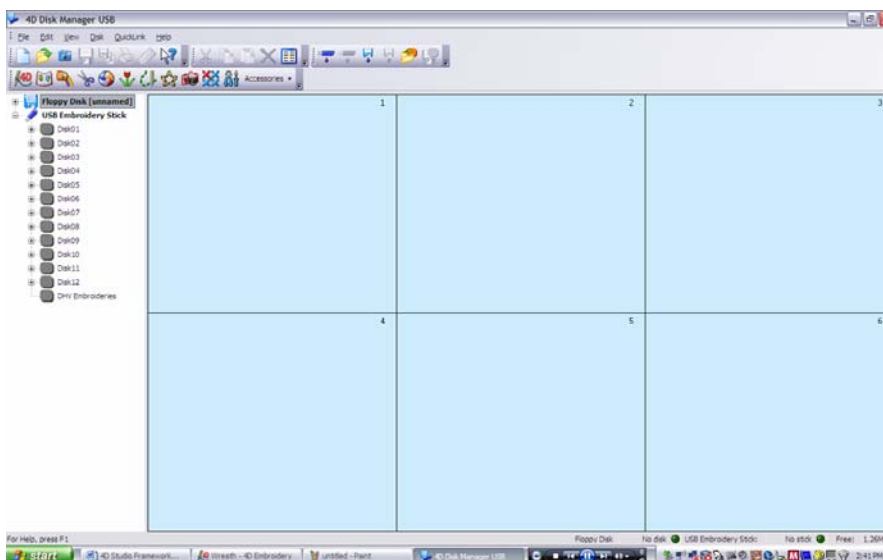 4D Disk Manager USB
File Edit View Disk QuickLink Help
Accessories
Floppy Disk [unnamed]
USB Embroidery Stick
Disk01
Disk02
Disk03
Disk04
Disk05
Disk06
Disk07
Disk08
Disk09
Disk10
Disk11
Disk12
DHV Embroideries
1 2 3
4 5 6
For Help, press F1 Floppy Disk No disk USB Embroidery Stick: No stick Free: 1.26M
start 4D Studio Framework... Wreath - 4D Embroidery untitled - Paint 4D Disk Manager USB 2:41 PM